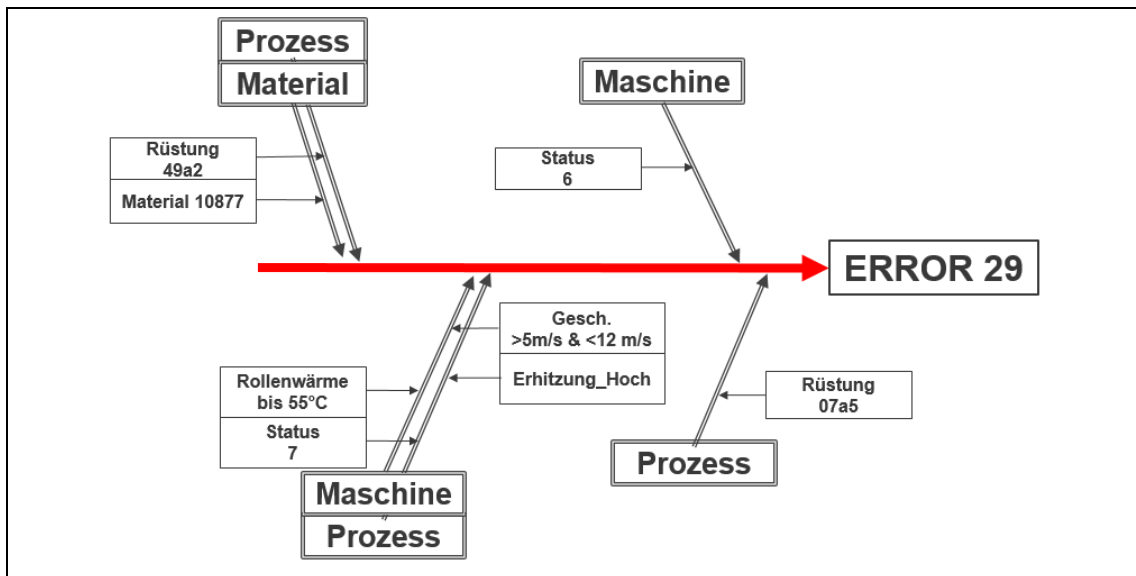 Prozess
Material
Maschine
Rüstung
49a2
Material 10877
Status
6
ERROR 29
Gesch.
>5m/s & <12 m/s
Erhitzung_Hoch
Rollenwärme
bis 55°C
Status
7
Rüstung
07a5
Prozess
Maschine
Prozess